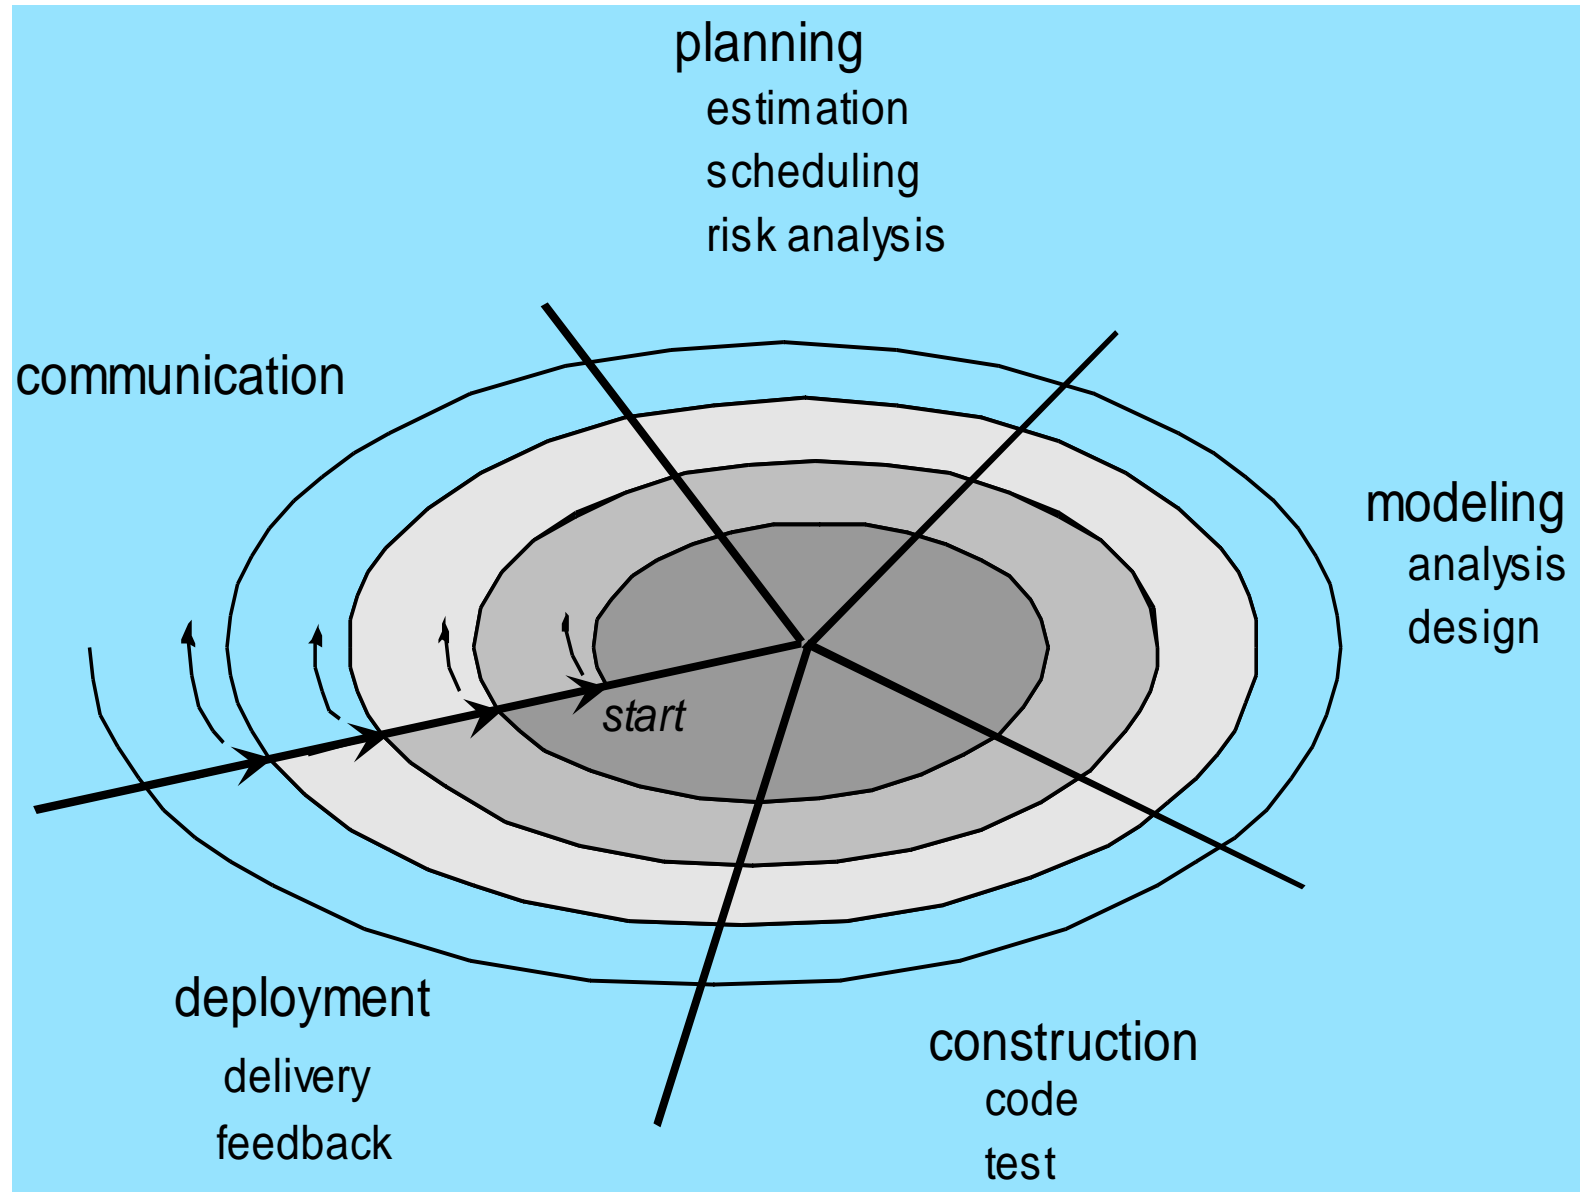 planning
estimation
scheduling
risk analysis
communication
modeling
analysis
design
start
deployment
delivery
feedback
construction
code
test